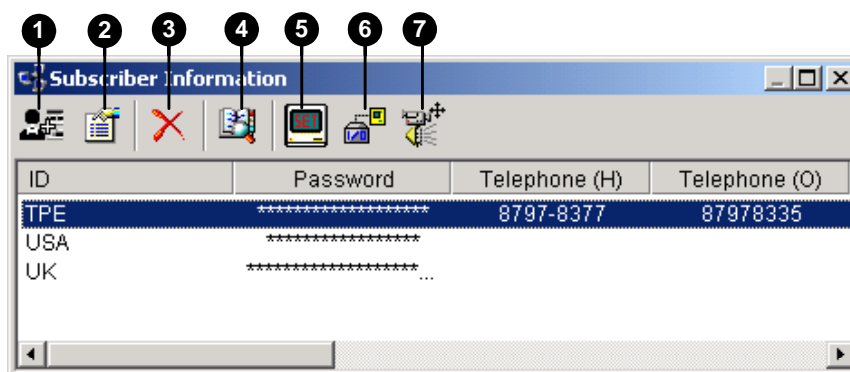 1 2 3 4 5 6 7
Subscriber Information
SET
I/O
ID Password Telephone (H) Telephone (O)
TPE ******************* 8797-8377 87978335
USA *****************
UK *******************...